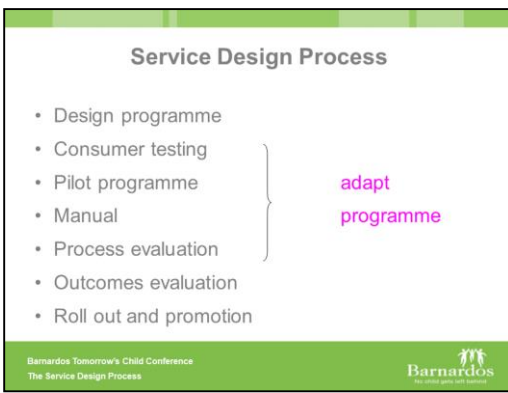 Service Design Process
• Design programme
• Consumer testing
• Pilot programme
• Manual
• Process evaluation
• Outcomes evaluation
• Roll out and promotion
adapt
programme
Barnardos Tomorrow's Child Conference
The Service Design Process
Barnardos
No child gets left behind